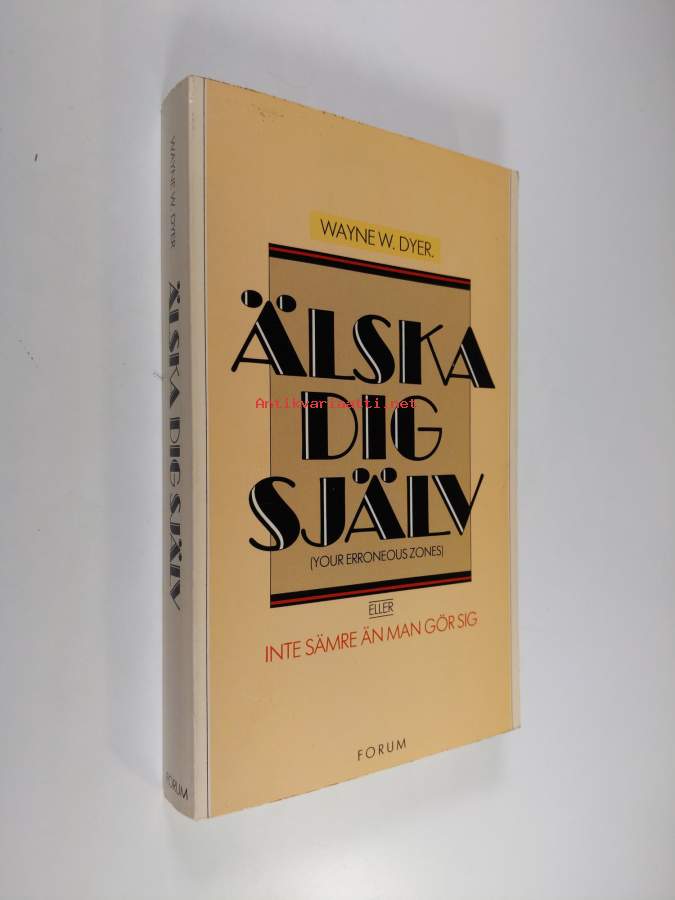 WAYNE W. DYER
ÄLSKA DIG SJÄLV
FORUM
WAYNE W. DYER.
ÄLSKA
Antikvariaatti.net
DIG
SJÄLV
(YOUR ERRONEOUS ZONES)
ELLER
INTE SÄMRE ÄN MAN GÖR SIG
FORUM